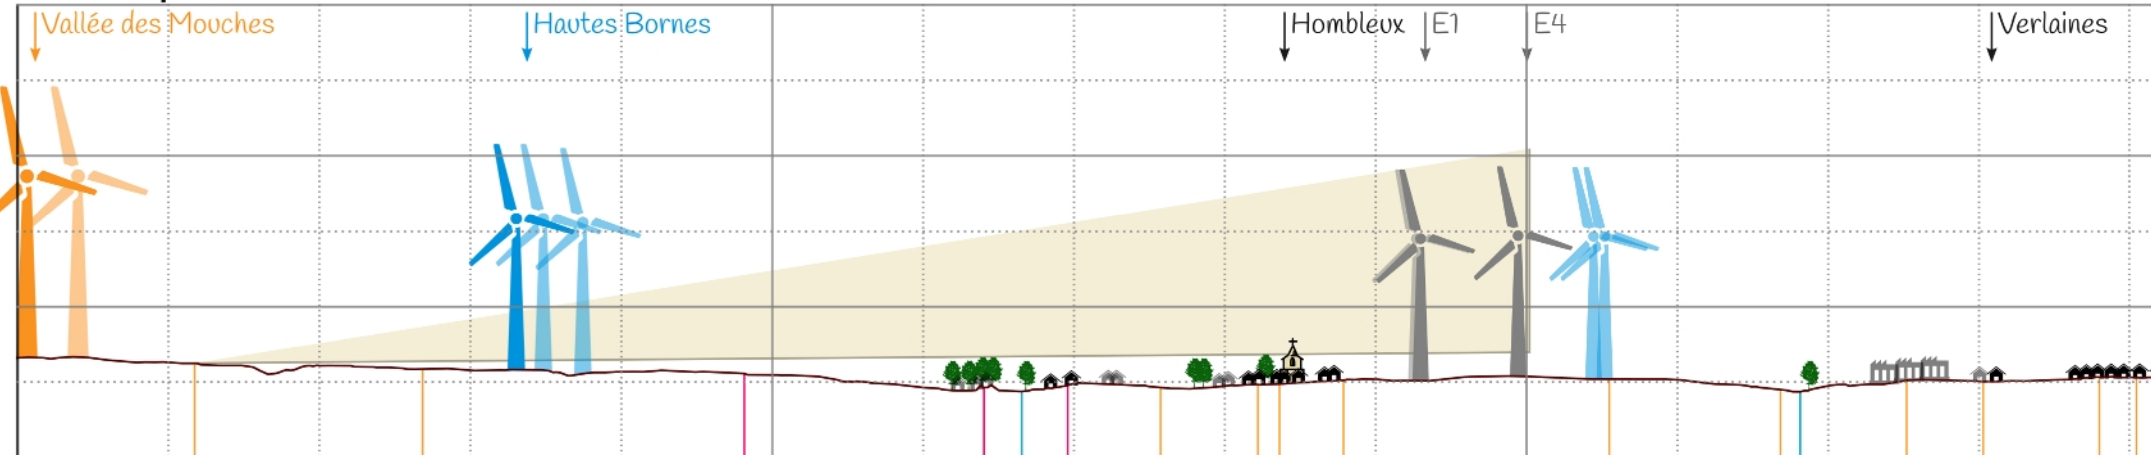 Vallée des Mouches
Hautes Bornes
Hombleux
E1
E4
Verlaines